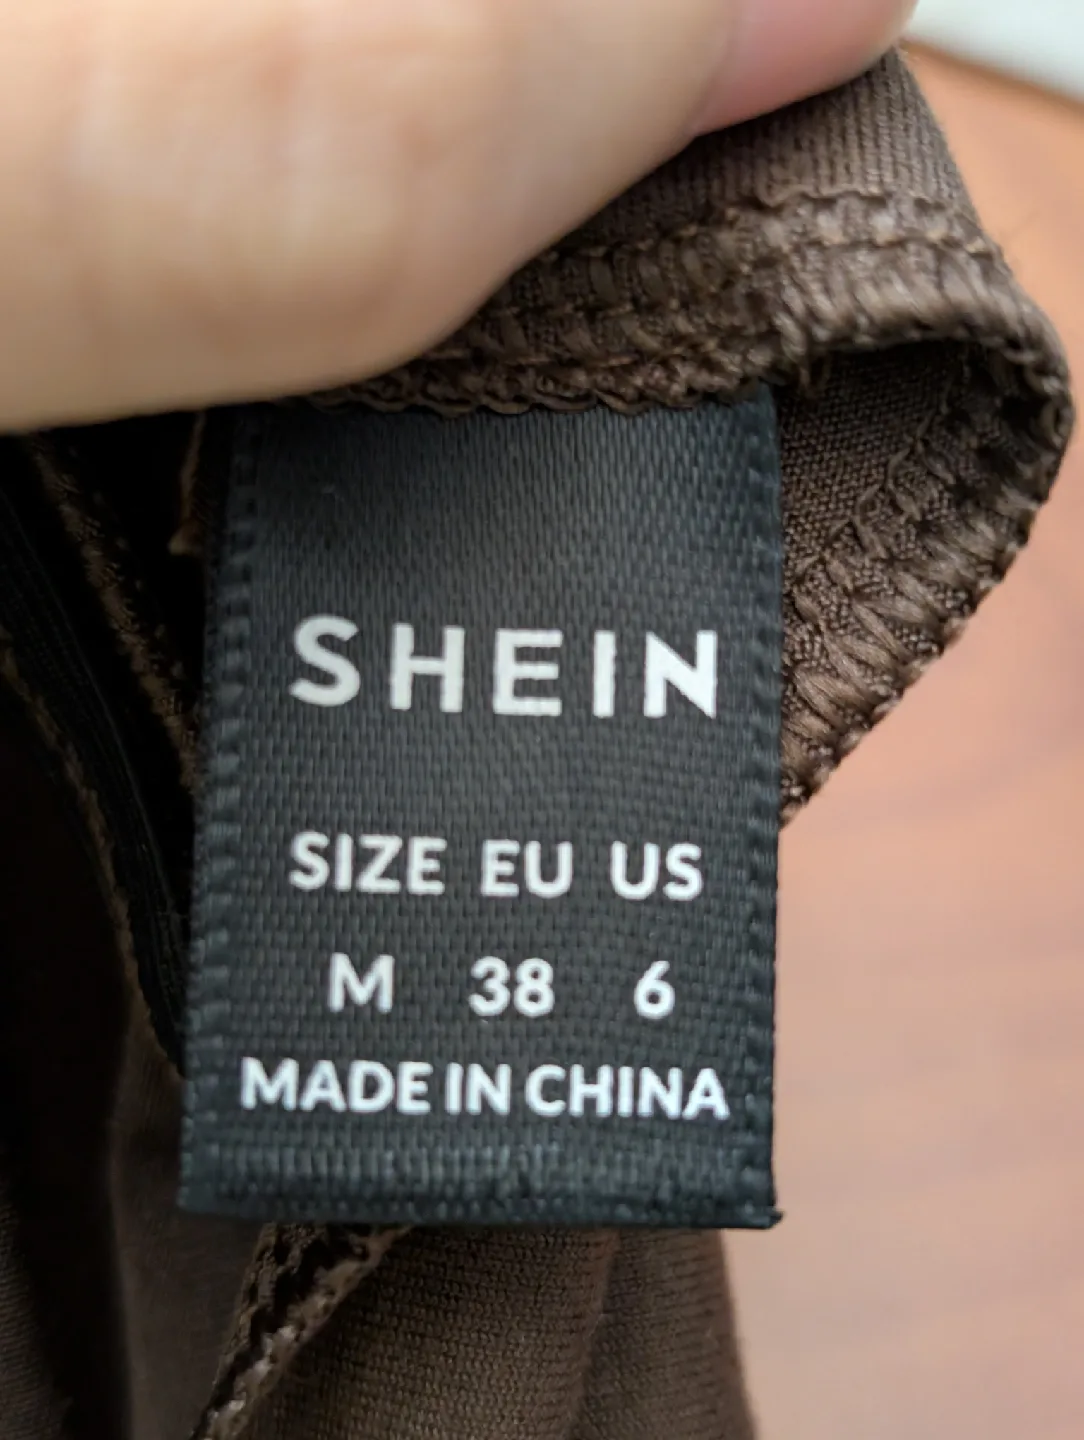 SHEIN
SIZE EU US
M 38 6
MADE IN CHINA